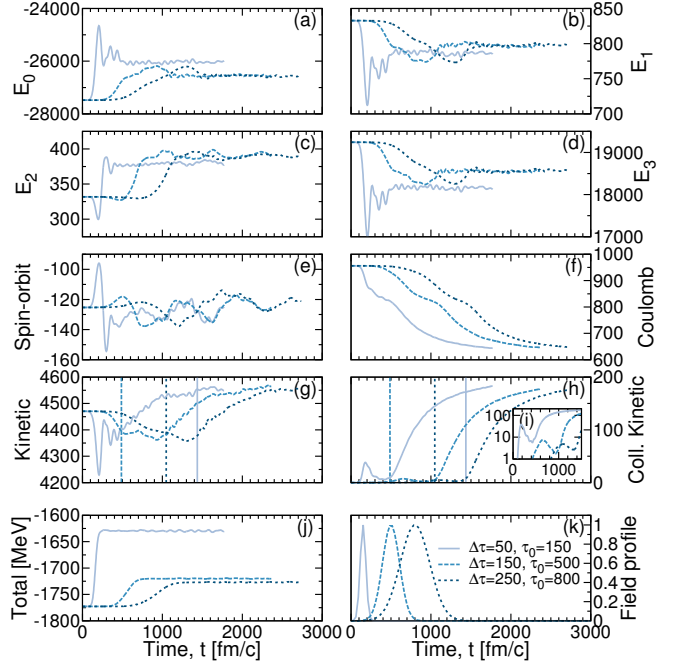 -24000
-26000
-28000
E0
(a)
(b)
850
800
750
700
E1
400
350
300
E2
(c)
(d)
19000
18000
17000
E3
-100
-120
-140
-160
Spin-orbit
(e)
(f)
1000
900
800
700
600
Coulomb
4600
4500
4400
4300
4200
Kinetic
(g)
(h)
200
100
0
Coll. Kinetic
(i)
100
10
1
0 1000
-1600
-1650
-1700
-1750
-1800
Total [MeV]
(j)
(k)
Δτ=50, τ0=150
Δτ=150, τ0=500
Δτ=250, τ0=800
1
0.8
0.6
0.4
0.2
0
Field profile
0 1000 2000 3000
0 1000 2000 3000
Time, t [fm/c]
Time, t [fm/c]